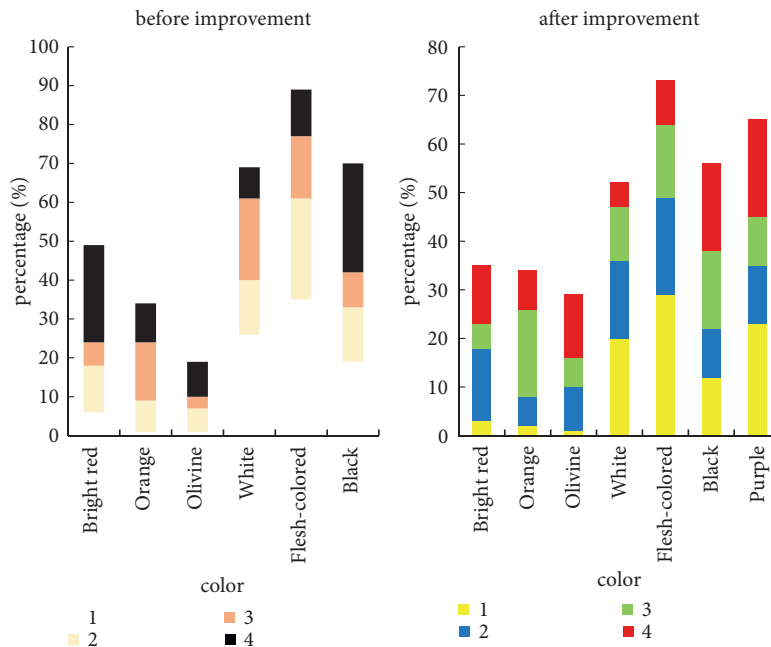 before improvement
percentage (%)
100
90
80
70
60
50
40
30
20
10
0
Bright red
Orange
Olivine
White
Flesh-colored
Black
color
1
2
3
4
after improvement
percentage (%)
80
70
60
50
40
30
20
10
0
Bright red
Orange
Olivine
White
Flesh-colored
Black
Purple
color
1
2
3
4